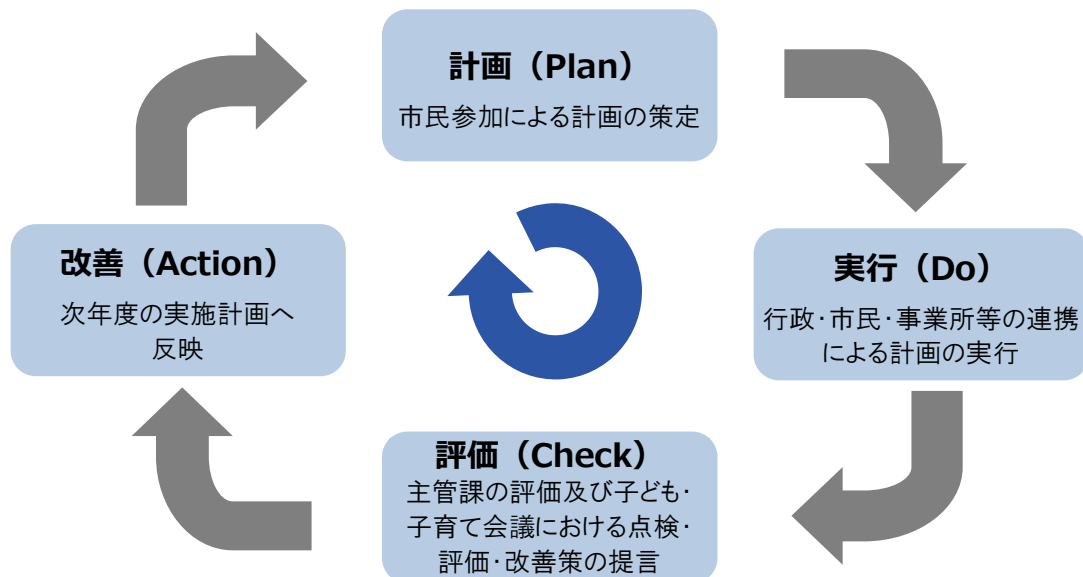 計画（Plan）
市民参加による計画の策定
実行（Do）
行政･市民･事業所等の連携
による計画の実行
評価（Check）
主管課の評価及び子ども･
子育て会議における点検･
評価･改善策の提言
改善（Action）
次年度の実施計画へ
反映